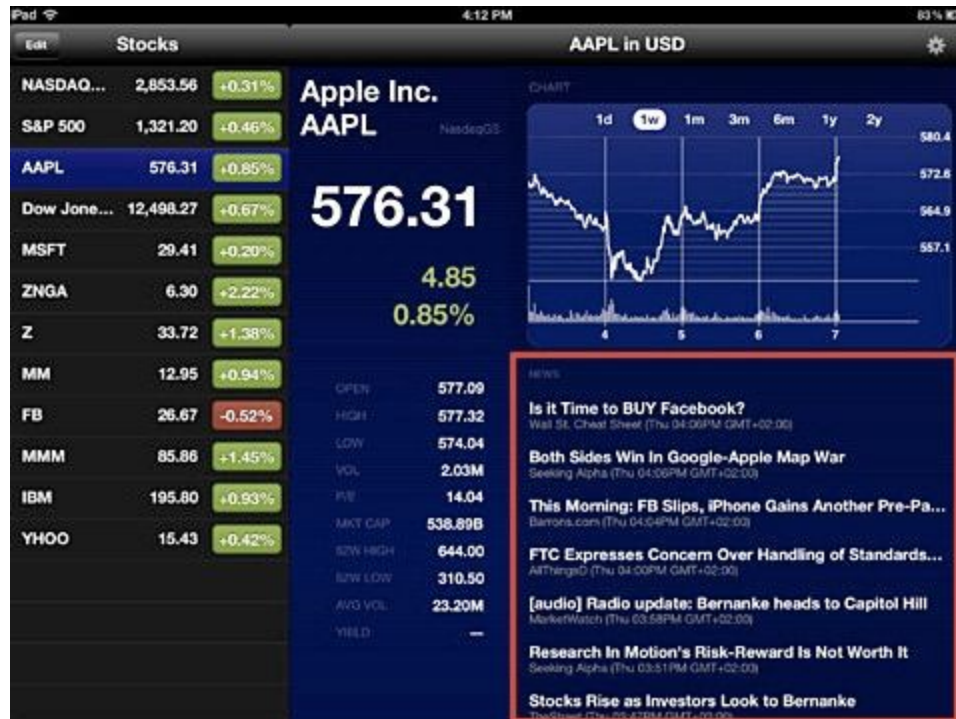 iPad 4:12 PM 83%
Edit Stocks AAPL in USD
NASDAQ... 2,853.56 +0.31%
S&P 500 1,321.20 +0.46%
AAPL 576.31 +0.85%
Dow Jone... 12,498.27 +0.67%
MSFT 29.41 +0.20%
ZNGA 6.30 +2.22%
Z 33.72 +1.38%
MM 12.95 +0.94%
FB 26.67 -0.52%
MMM 85.86 +1.45%
IBM 195.80 +0.93%
YHOO 15.43 +0.42%
Apple Inc.
AAPL NasdaqGS
576.31
4.85
0.85%
OPEN 577.09
HIGH 577.32
LOW 574.04
VOL 2.03M
P/E 14.04
MKT CAP 538.89B
52W HIGH 644.00
52W LOW 310.50
AVG VOL 23.20M
YIELD —
CHART
1d 1w 1m 3m 6m 1y 2y
580.4
572.6
564.9
557.1
4 5 6 7
NEWS
Is it Time to BUY Facebook?
Wall St. Cheat Sheet (Thu 04:06PM GMT+02:00)
Both Sides Win In Google-Apple Map War
Seeking Alpha (Thu 04:06PM GMT+02:00)
This Morning: FB Slips, iPhone Gains Another Pre-Pa...
Barrons.com (Thu 04:04PM GMT+02:00)
FTC Expresses Concern Over Handling of Standards...
AllThingsD (Thu 04:00PM GMT+02:00)
[audio] Radio update: Bernanke heads to Capitol Hill
MarketWatch (Thu 03:58PM GMT+02:00)
Research In Motion's Risk-Reward Is Not Worth It
Seeking Alpha (Thu 03:51PM GMT+02:00)
Stocks Rise as Investors Look to Bernanke
TheStreet (Thu 03:47PM GMT+02:00)